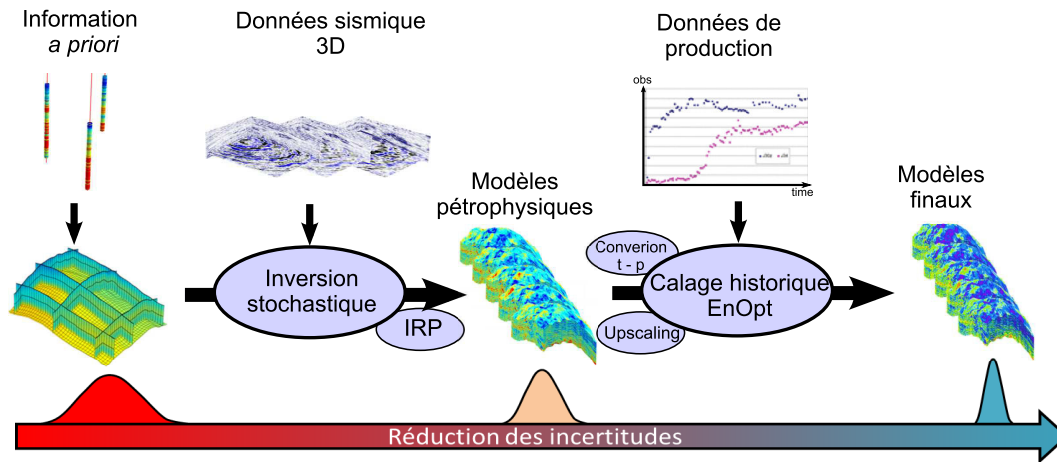 Information
a priori
Données sismique
3D
Données de
production
obs
time
Modèles
pétrophysiques
Modèles
finaux
Inversion
stochastique
IRP
Converion
t - p
Upscaling
Calage historique
EnOpt
Réduction des incertitudes